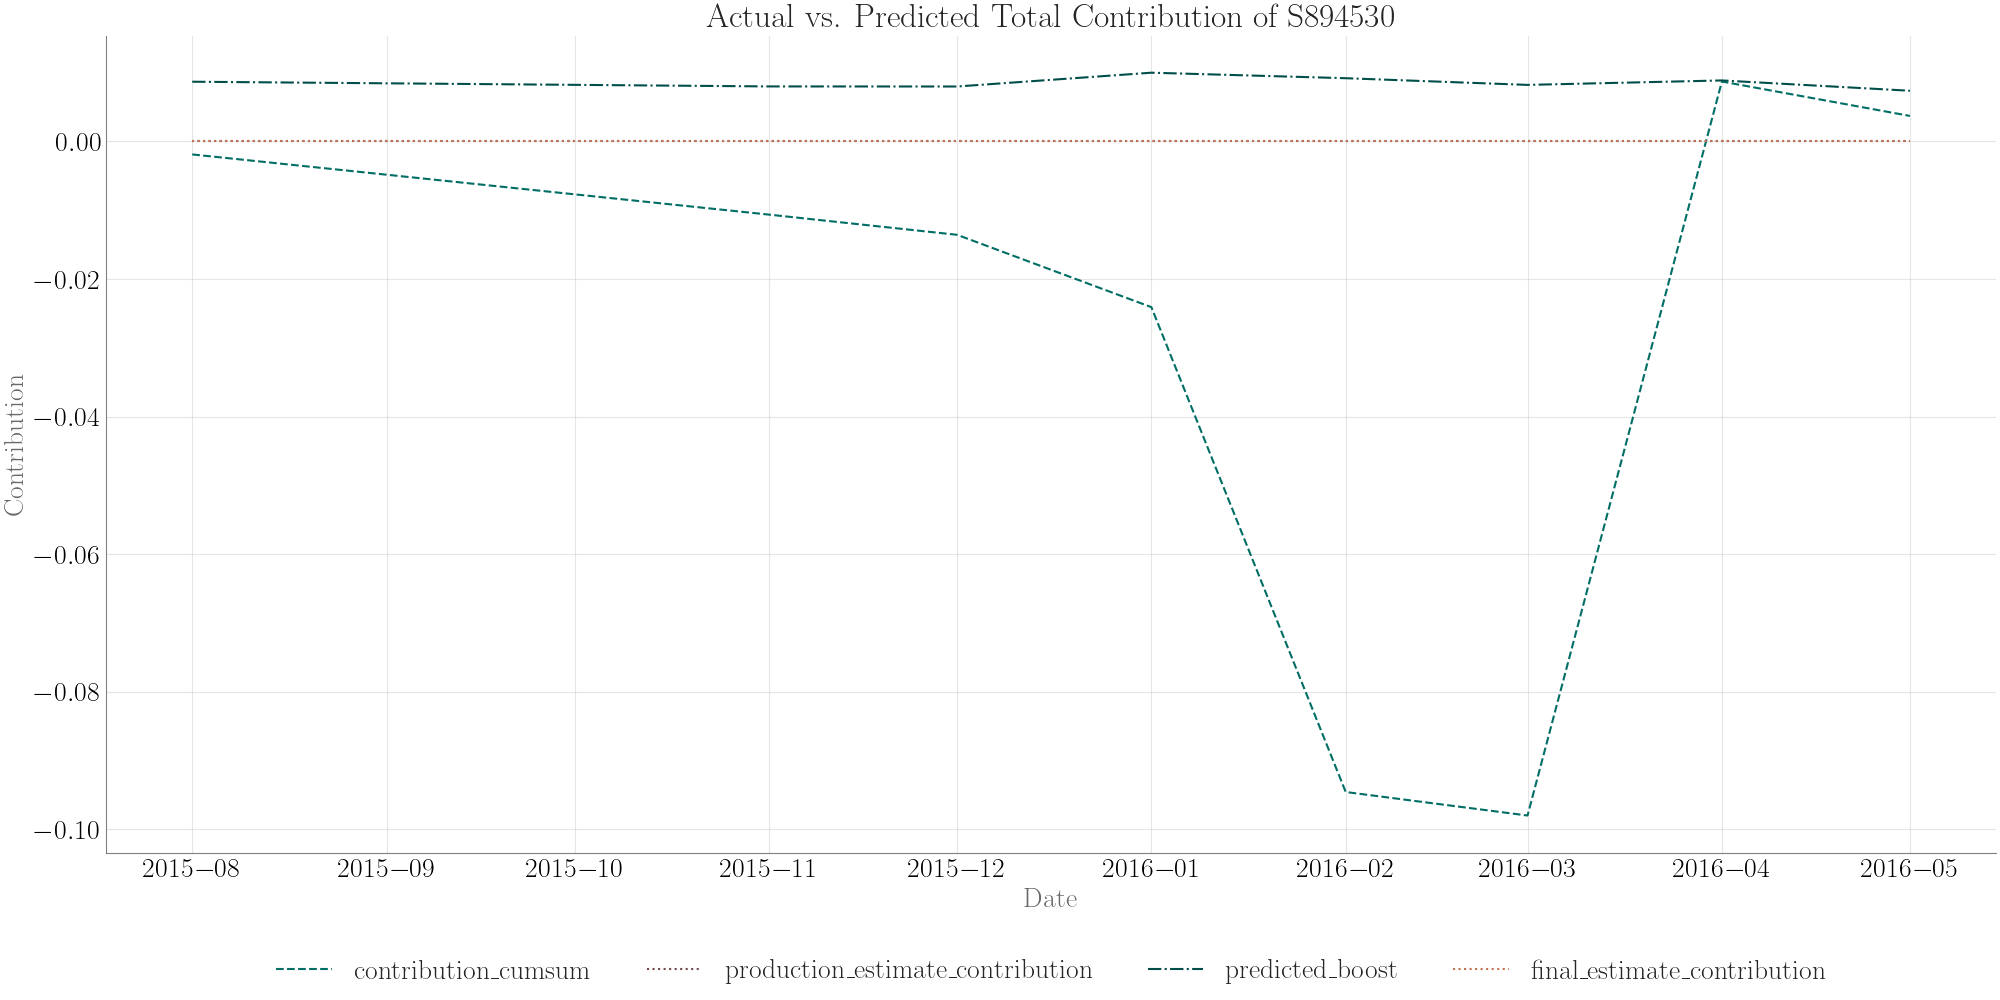 Actual vs. Predicted Total Contribution of S894530
Contribution
0.00
−0.02
−0.04
−0.06
−0.08
−0.10
2015−08 2015−09 2015−10 2015−11 2015−12 2016−01 2016−02 2016−03 2016−04 2016−05
Date
contribution_cumsum production_estimate_contribution predicted_boost final_estimate_contribution